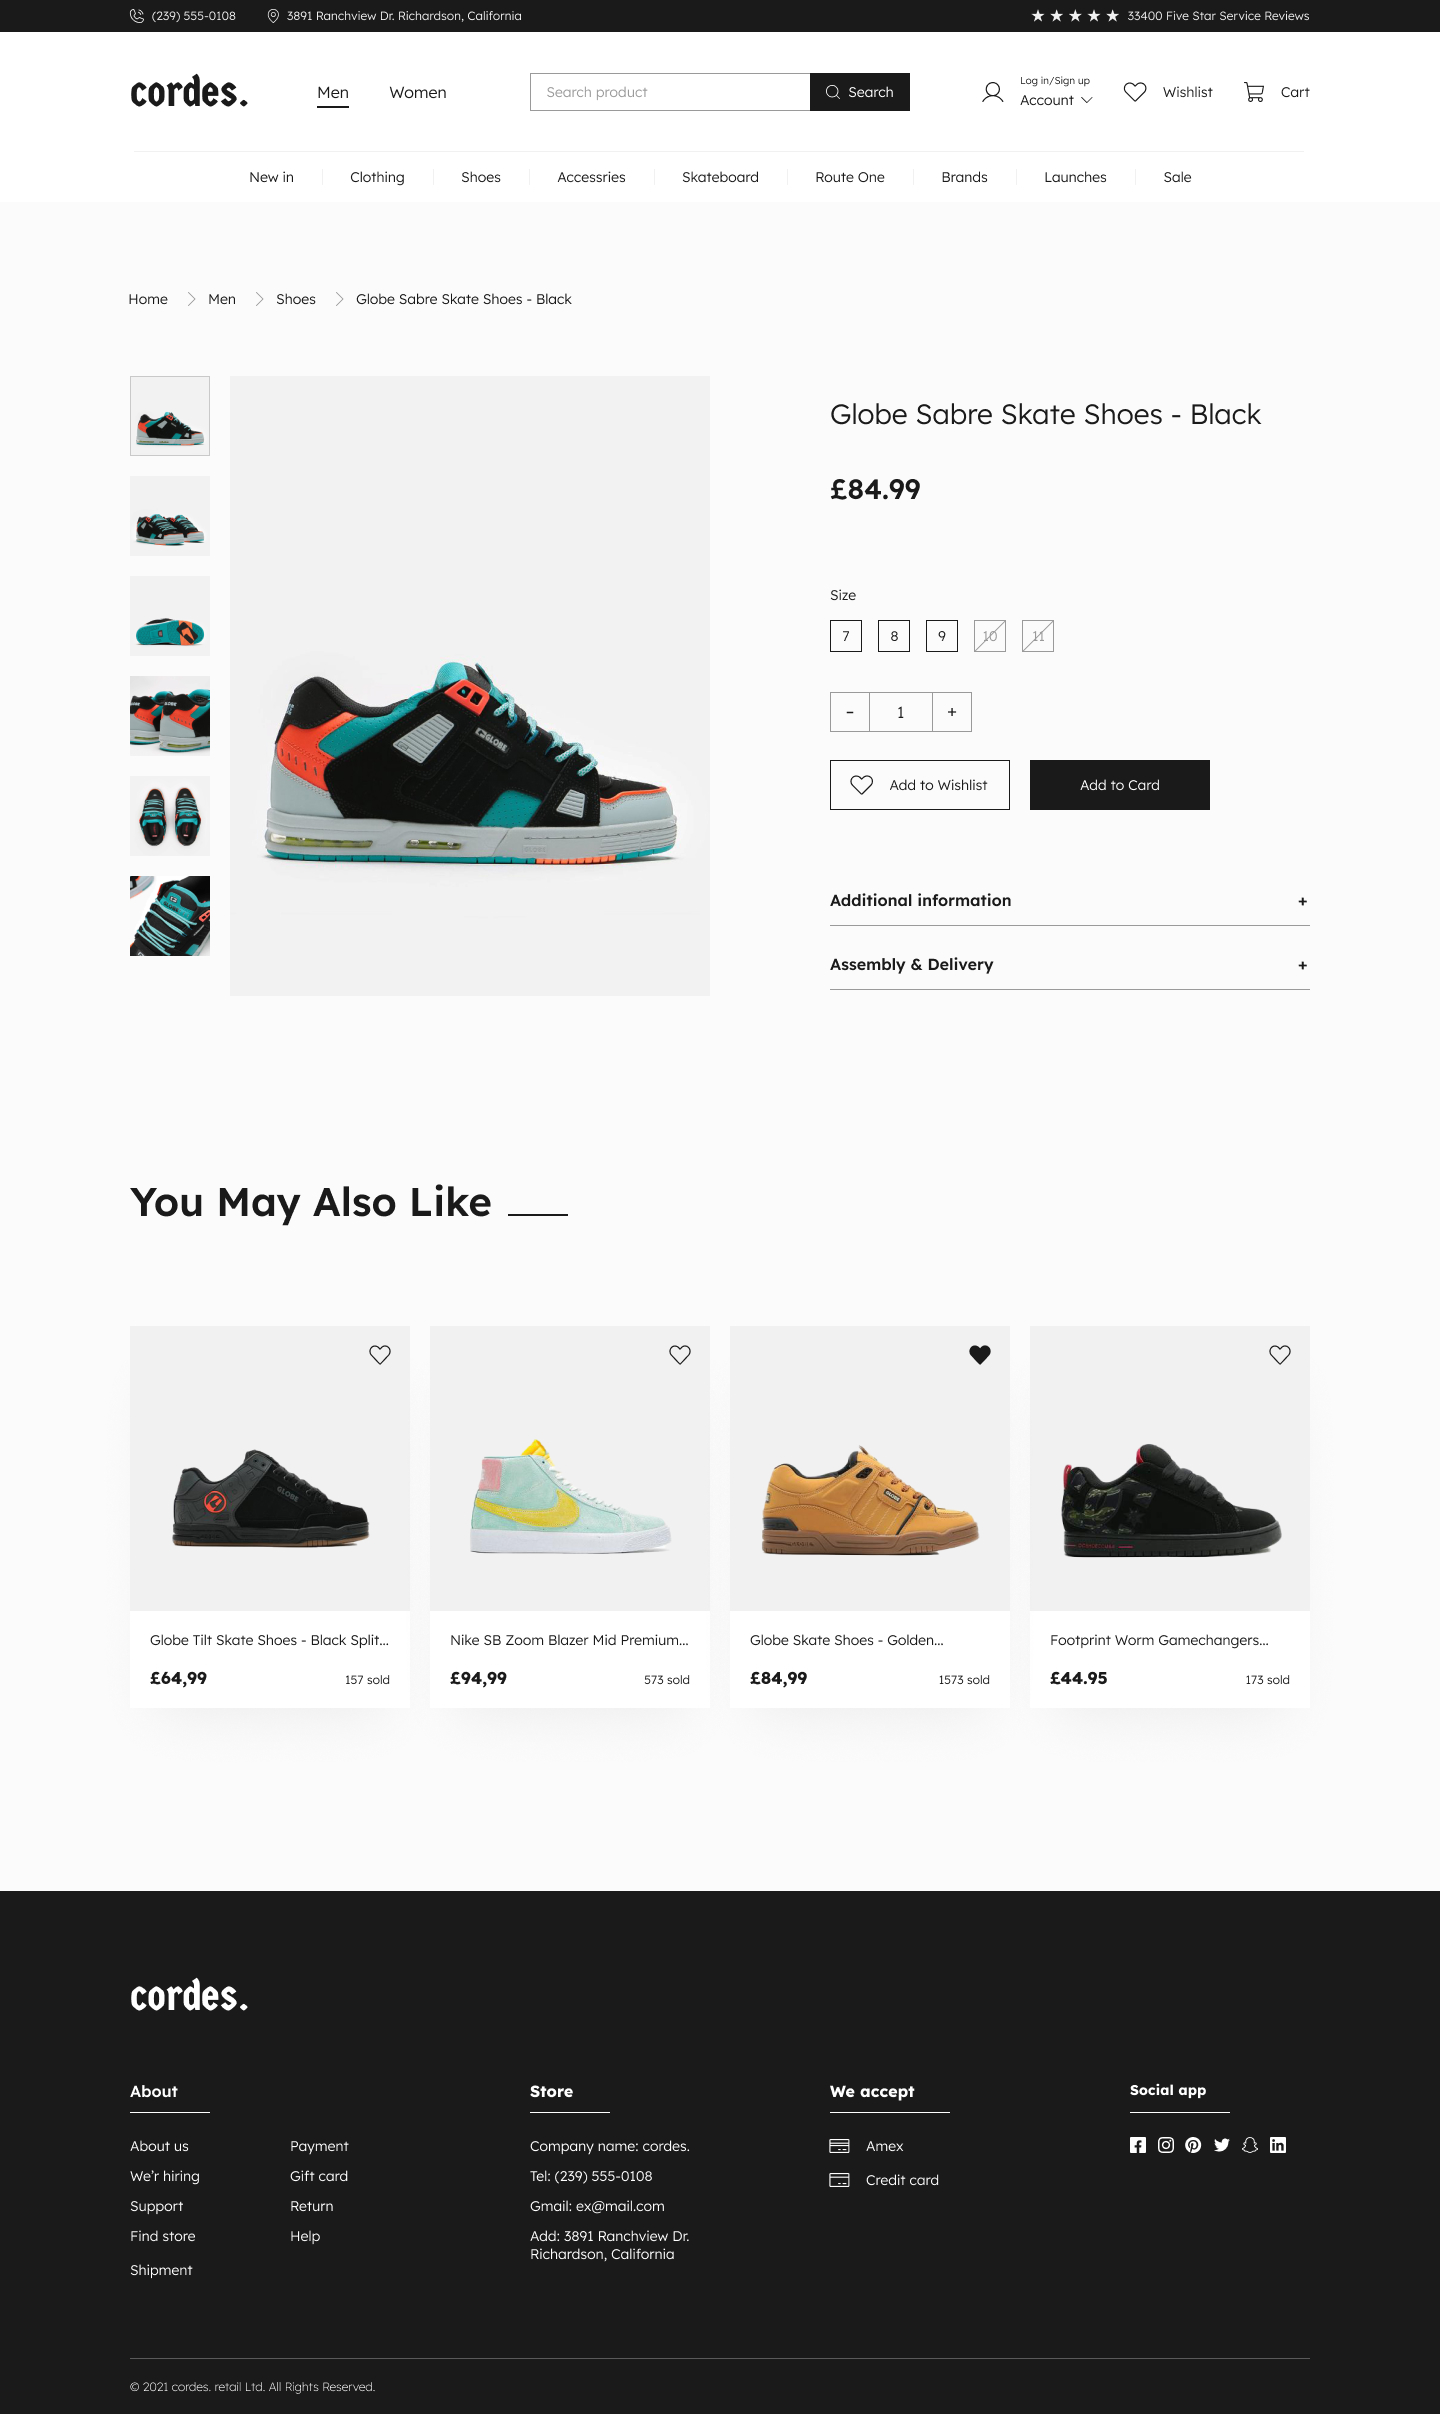 (239) 555-0108
3891 Ranchview Dr. Richardson, California
33400 Five Star Service Reviews
cordes.
Men
Women
Search product
Search
Log in/Sign up
Account
Wishlist
Cart
New in
Clothing
Shoes
Accessries
Skateboard
Route One
Brands
Launches
Sale
Home
Men
Shoes
Globe Sabre Skate Shoes - Black
GLOBE
Globe Sabre Skate Shoes - Black
£84.99
Size
7
8
9
10
11
-
1
+
Add to Wishlist
Add to Card
Additional information
+
Assembly & Delivery
+
You May Also Like
GLOBE
Globe Tilt Skate Shoes - Black Split...
£64,99
157 sold
Nike SB Zoom Blazer Mid Premium...
£94,99
573 sold
Globe Skate Shoes - Golden...
£84,99
1573 sold
Footprint Worm Gamechangers...
£44.95
173 sold
cordes.
About
About us
We’r hiring
Support
Find store
Shipment
Payment
Gift card
Return
Help
Store
Company name: cordes.
Tel: (239) 555-0108
Gmail: ex@mail.com
Add: 3891 Ranchview Dr.
Richardson, California
We accept
Amex
Credit card
Social app
© 2021 cordes. retail Ltd. All Rights Reserved.